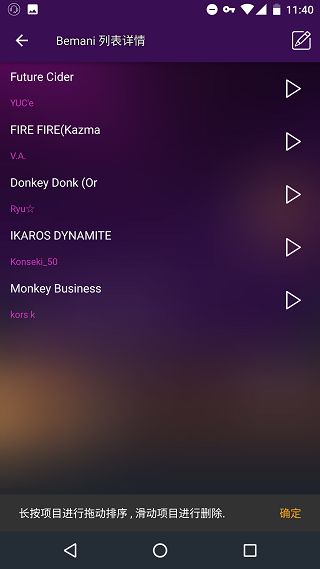 11:40
Bemani 列表详情
Future Cider
YUC'e
FIRE FIRE(Kazma
V.A.
Donkey Donk (Or
Ryu☆
IKAROS DYNAMITE
Konseki_50
Monkey Business
kors k
长按项目进行拖动排序 , 滑动项目进行删除.
确定